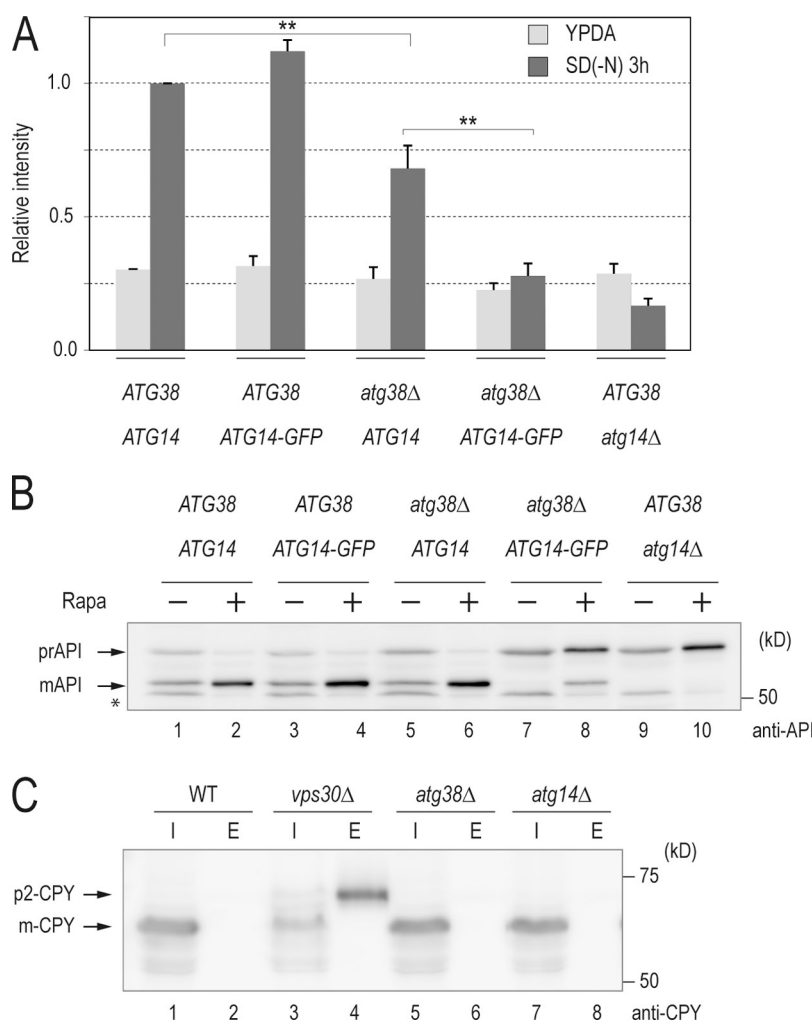 A
YPDA
SD(-N) 3h
**
**
1.0
0.5
0.0
Relative intensity
ATG38 ATG38 atg38Δ atg38Δ ATG38
ATG14 ATG14-GFP ATG14 ATG14-GFP atg14Δ
B
ATG38 ATG38 atg38Δ atg38Δ ATG38
ATG14 ATG14-GFP ATG14 ATG14-GFP atg14Δ
Rapa − + − + − + − + − +
prAPI (kD)
mAPI
* 50
1 2 3 4 5 6 7 8 9 10 anti-API
C
WT vps30Δ atg38Δ atg14Δ
I E I E I E I E
(kD)
75
p2-CPY
m-CPY
50
1 2 3 4 5 6 7 8 anti-CPY